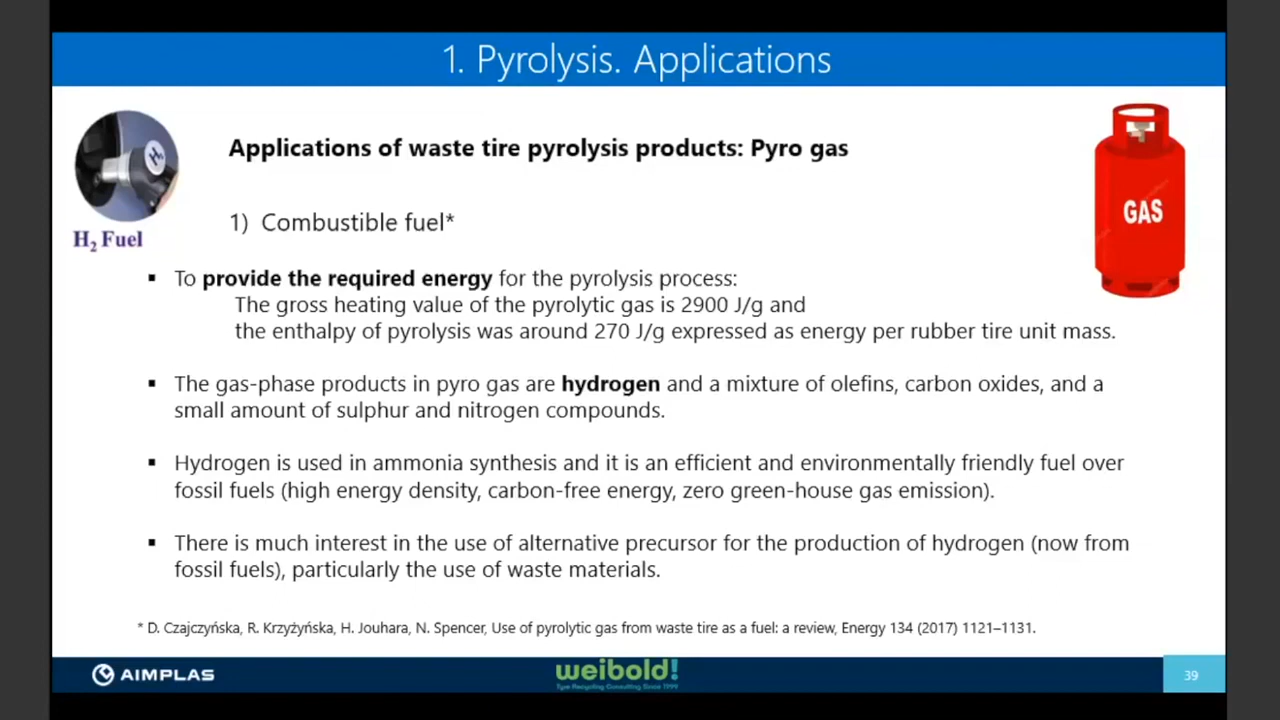 1. Pyrolysis. Applications
Applications of waste tire pyrolysis products: Pyro gas
H₂ Fuel
GAS
1) Combustible fuel*
▪ To provide the required energy for the pyrolysis process:
The gross heating value of the pyrolytic gas is 2900 J/g and
the enthalpy of pyrolysis was around 270 J/g expressed as energy per rubber tire unit mass.
▪ The gas-phase products in pyro gas are hydrogen and a mixture of olefins, carbon oxides, and a
small amount of sulphur and nitrogen compounds.
▪ Hydrogen is used in ammonia synthesis and it is an efficient and environmentally friendly fuel over
fossil fuels (high energy density, carbon-free energy, zero green-house gas emission).
▪ There is much interest in the use of alternative precursor for the production of hydrogen (now from
fossil fuels), particularly the use of waste materials.
* D. Czajczyńska, R. Krzyżyńska, H. Jouhara, N. Spencer, Use of pyrolytic gas from waste tire as a fuel: a review, Energy 134 (2017) 1121–1131.
AIMPLAS
weibold!
Tyre Recycling Consulting Since 1999
39